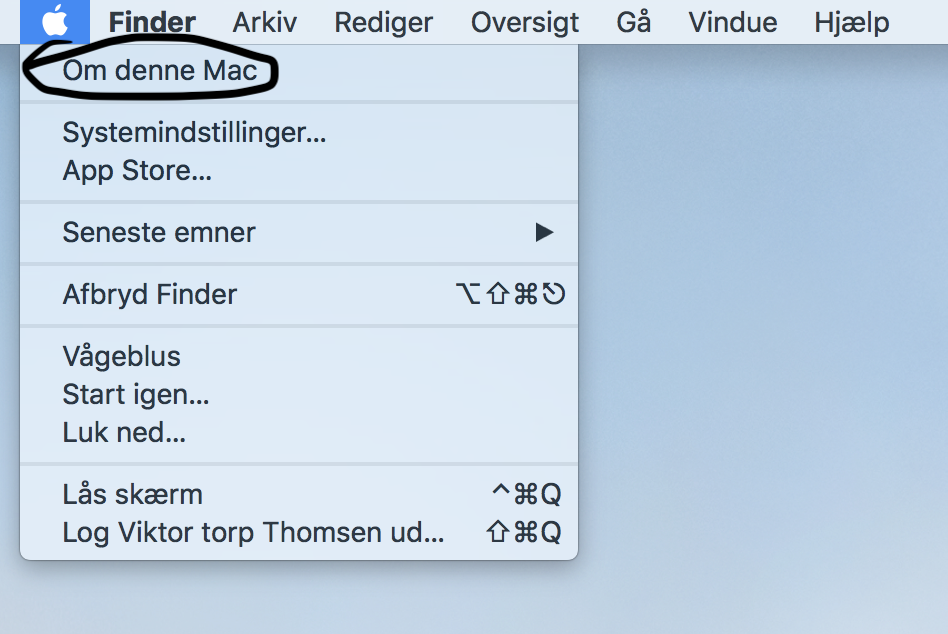 Finder Arkiv Rediger Oversigt Gå Vindue Hjælp
Om denne Mac
Systemindstillinger...
App Store...
Seneste emner ▶
Afbryd Finder ⌥⇧⌘⎋
Vågeblus
Start igen...
Luk ned...
Lås skærm ^⌘Q
Log Viktor torp Thomsen ud... ⇧⌘Q